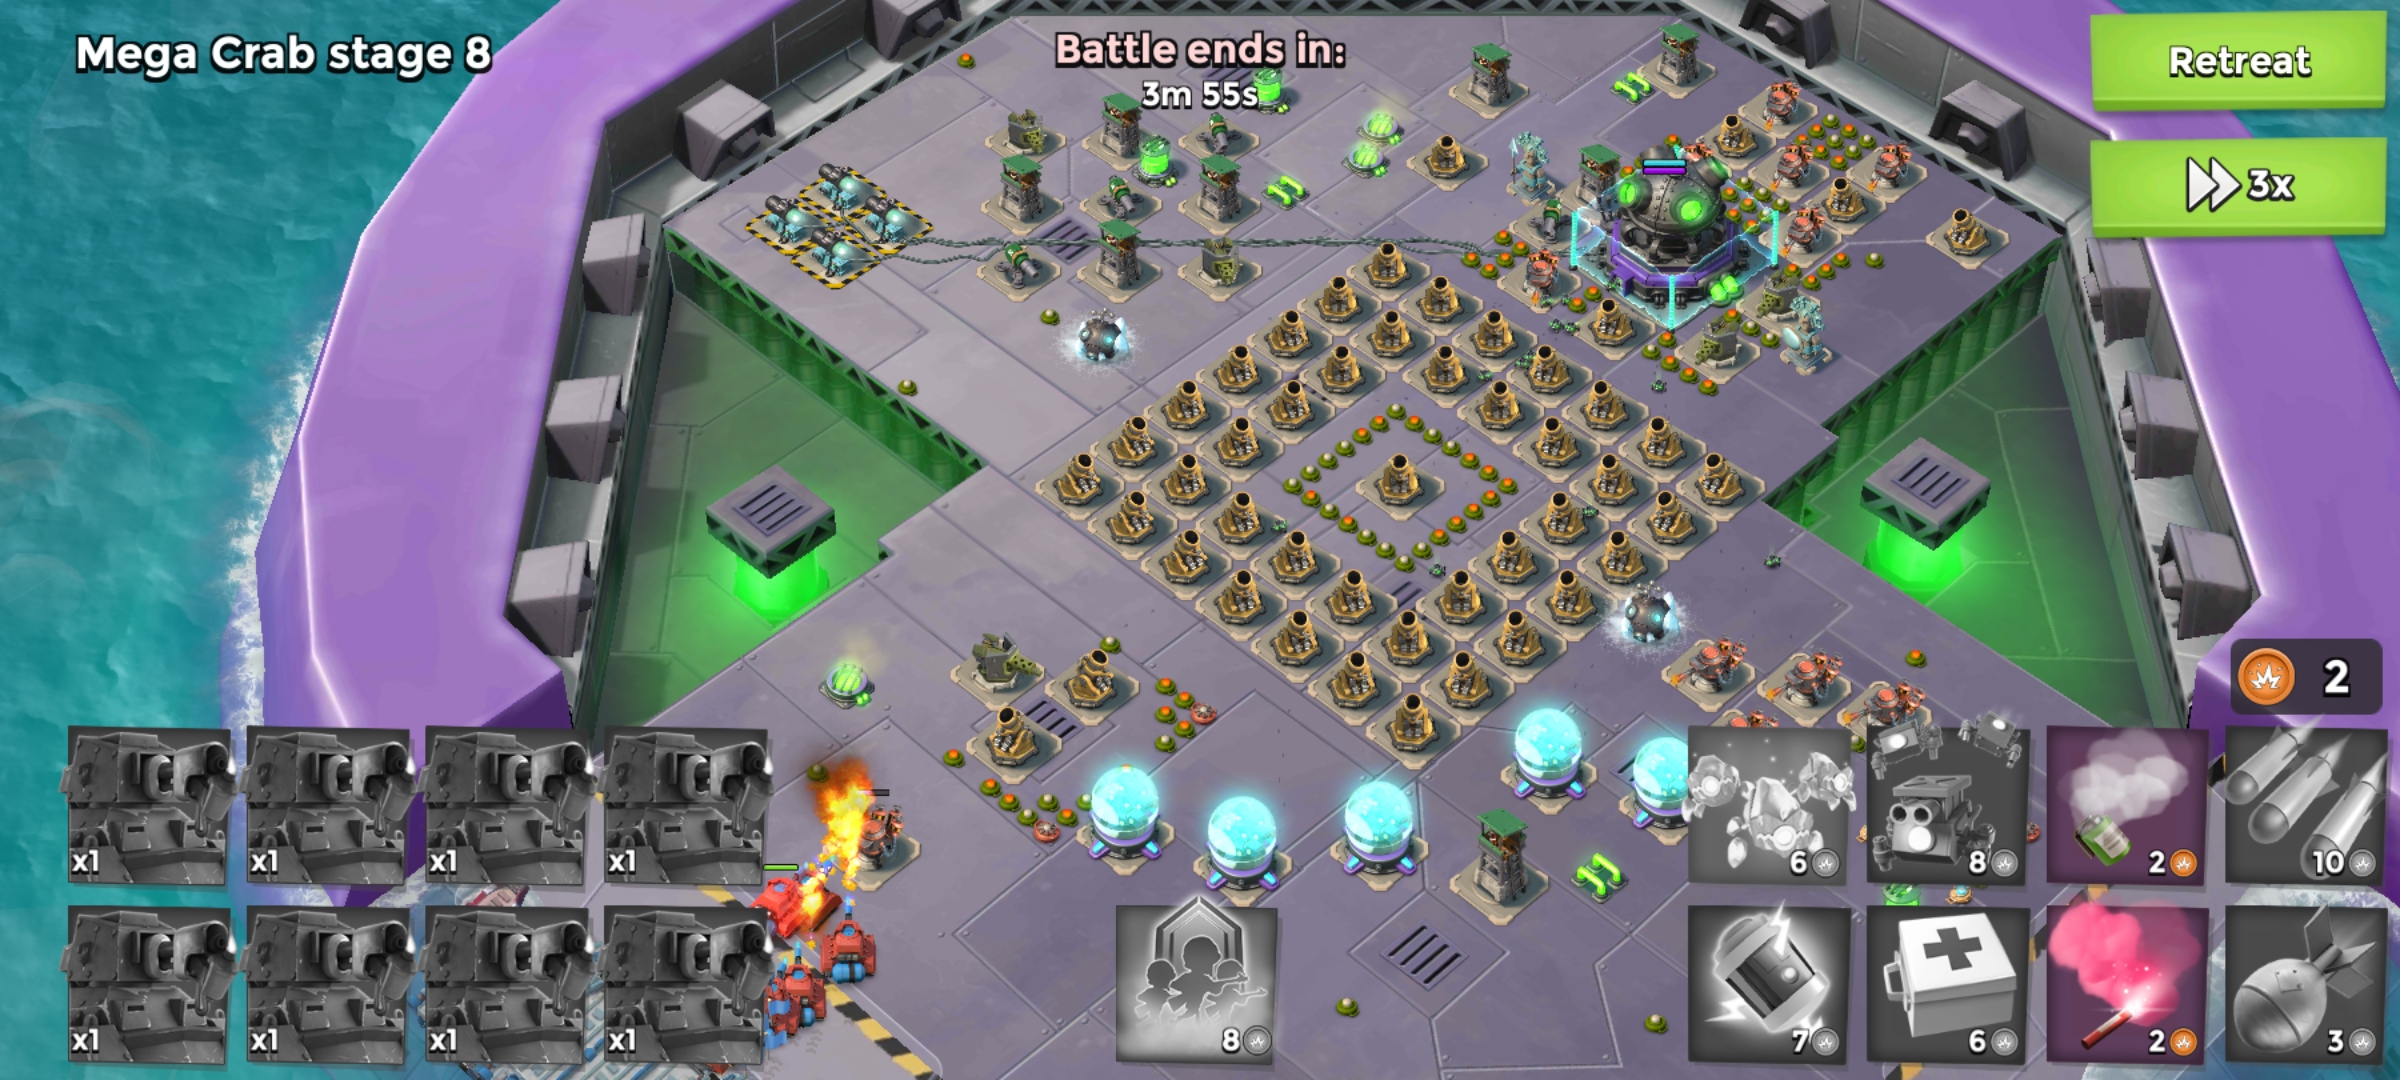 Mega Crab stage 8
Battle ends in:
3m 55s
Retreat
3x
2
x1
x1
x1
x1
6
8
2
10
x1
x1
x1
x1
8
7
6
2
3